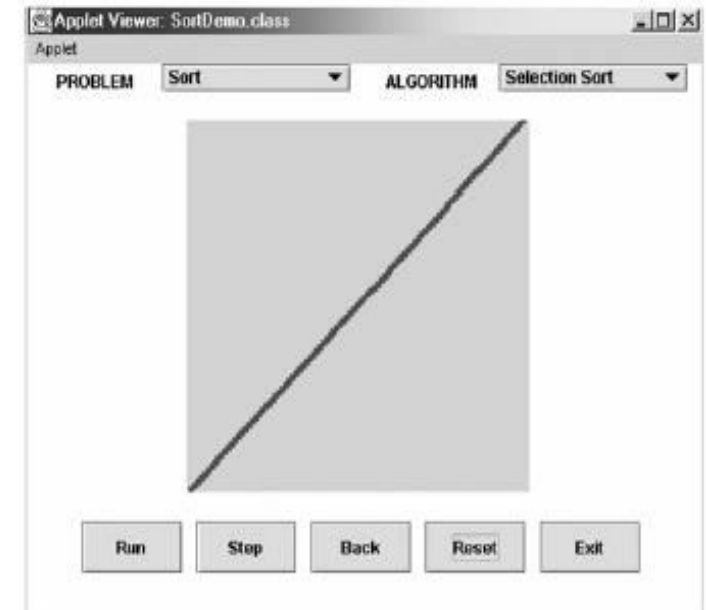 Applet Viewer: SortDemo.class
Applet
PROBLEM Sort ALGORITHM Selection Sort
Run Step Back Reset Exit